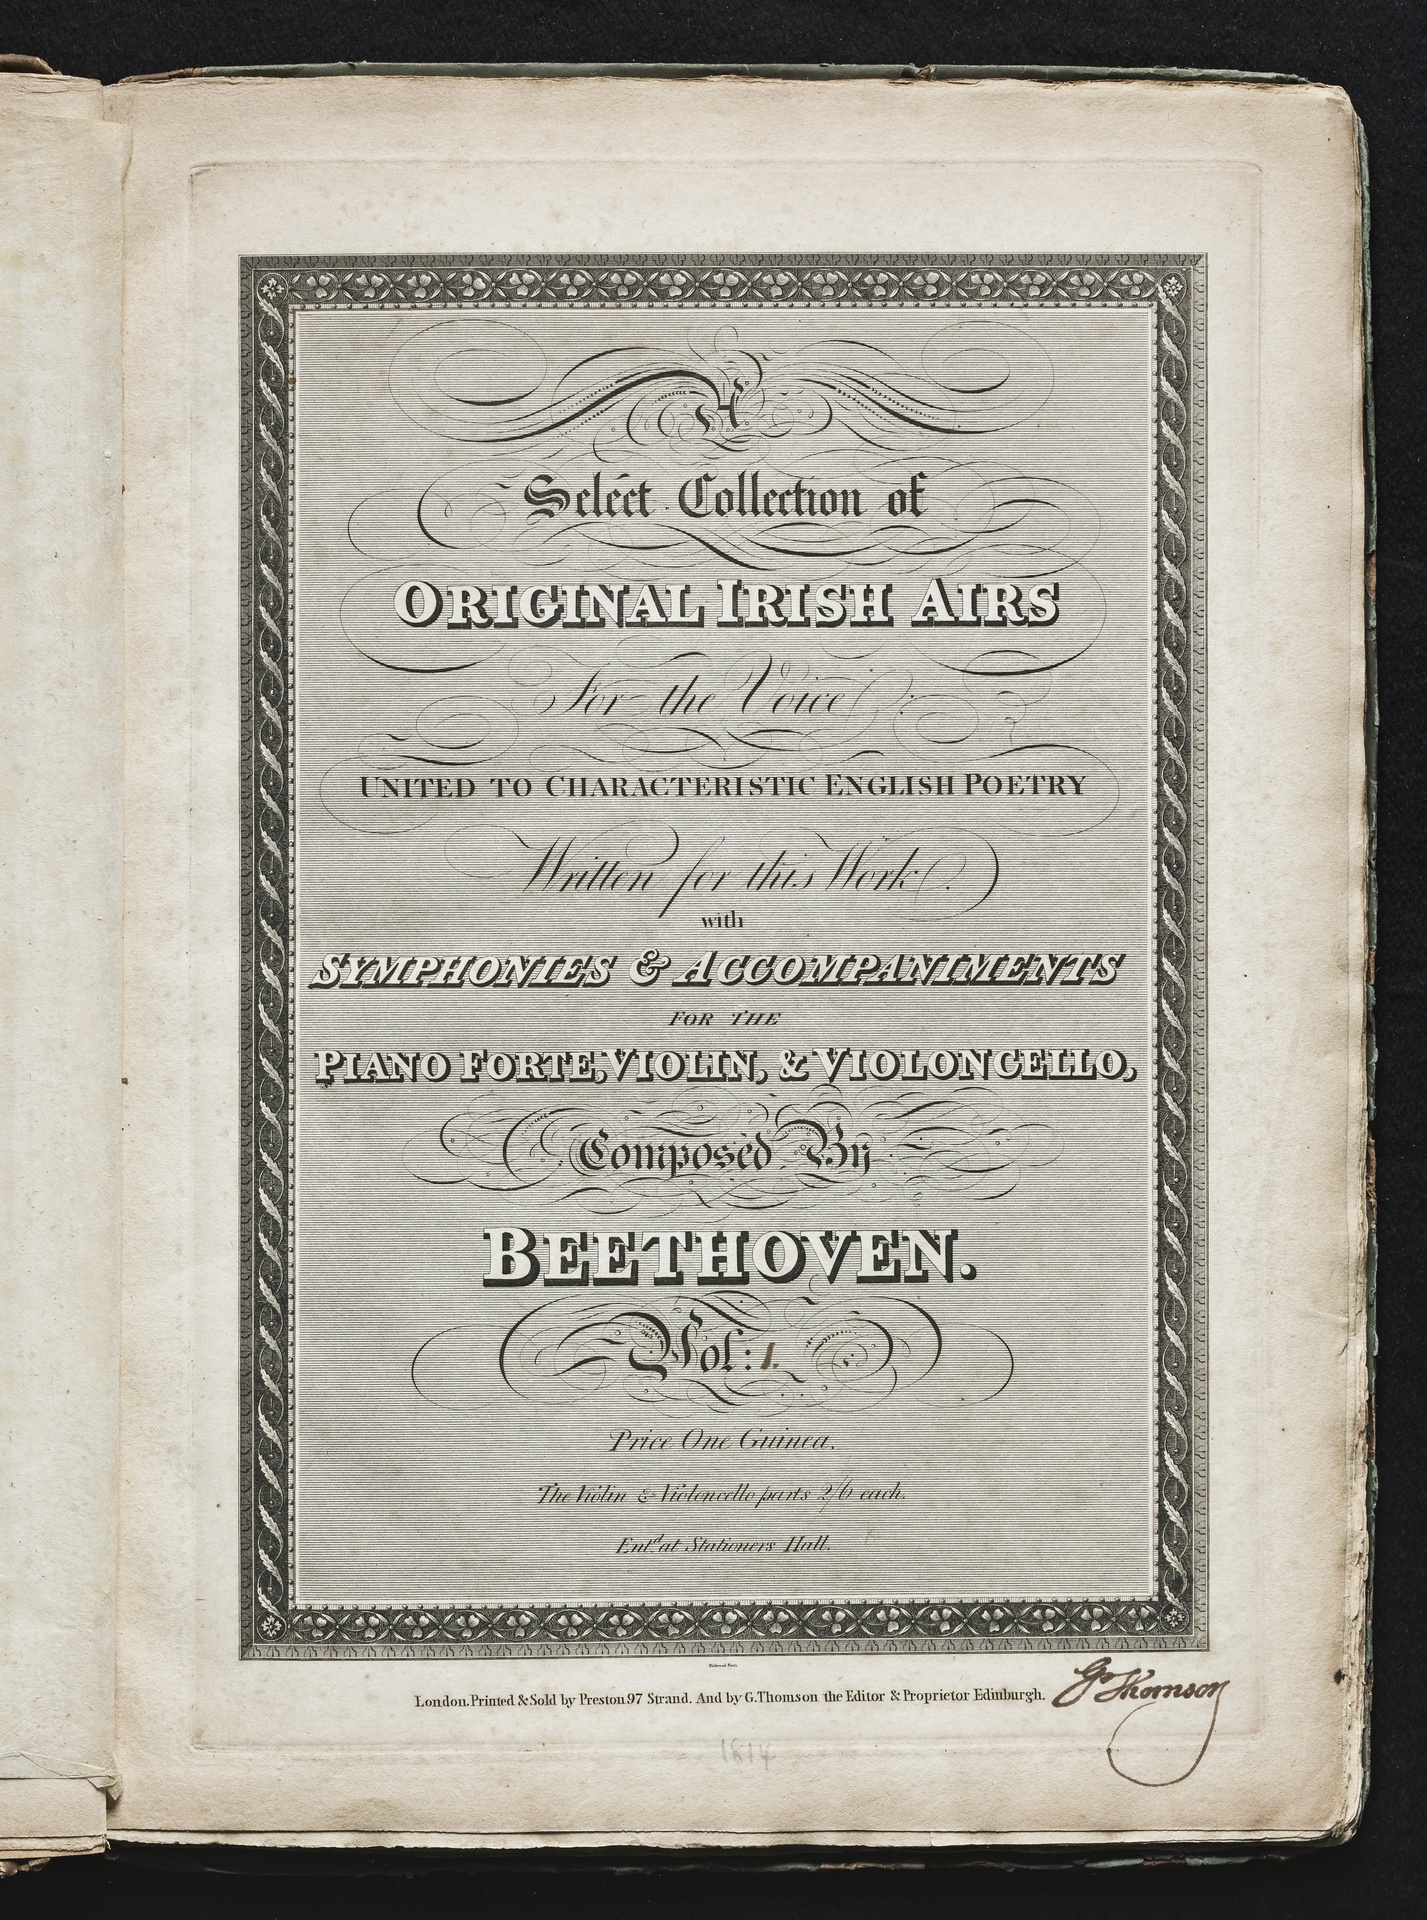 A
Select Collection of
ORIGINAL IRISH AIRS
For the Voice
UNITED TO CHARACTERISTIC ENGLISH POETRY
Written for this Work
with
SYMPHONIES & ACCOMPANIMENTS
FOR THE
PIANO FORTE, VIOLIN, & VIOLONCELLO,
Composed By
BEETHOVEN.
Vol: 1.
Price One Guinea.
The Violin & Violoncello parts 2/6 each.
Entd. at Stationers Hall.
London. Printed & Sold by Preston 97 Strand. And by G. Thomson the Editor & Proprietor Edinburgh.
G Thomson
1814